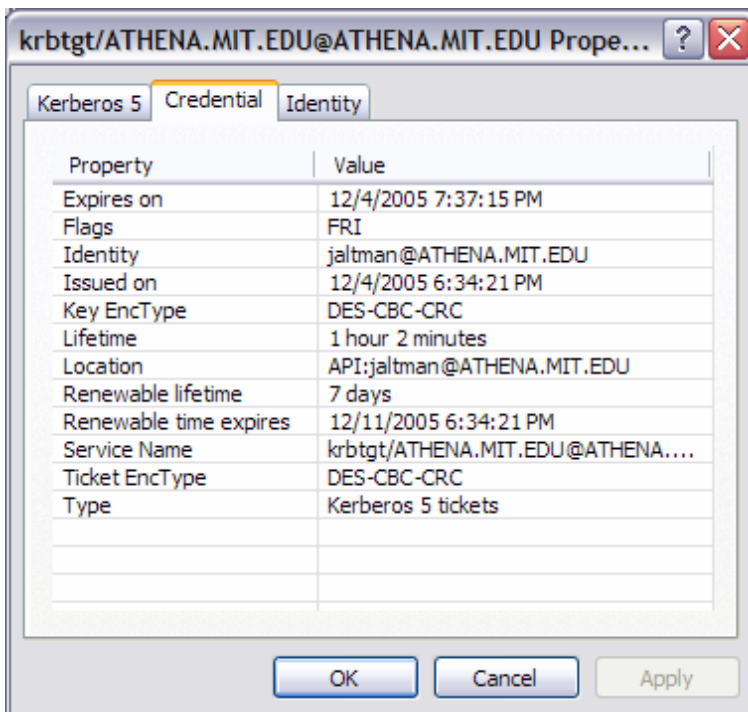 krbtgt/ATHENA.MIT.EDU@ATHENA.MIT.EDU Prope... ?
Kerberos 5 Credential Identity
Property Value
Expires on 12/4/2005 7:37:15 PM
Flags FRI
Identity jaltman@ATHENA.MIT.EDU
Issued on 12/4/2005 6:34:21 PM
Key EncType DES-CBC-CRC
Lifetime 1 hour 2 minutes
Location API:jaltman@ATHENA.MIT.EDU
Renewable lifetime 7 days
Renewable time expires 12/11/2005 6:34:21 PM
Service Name krbtgt/ATHENA.MIT.EDU@ATHENA....
Ticket EncType DES-CBC-CRC
Type Kerberos 5 tickets
OK Cancel Apply